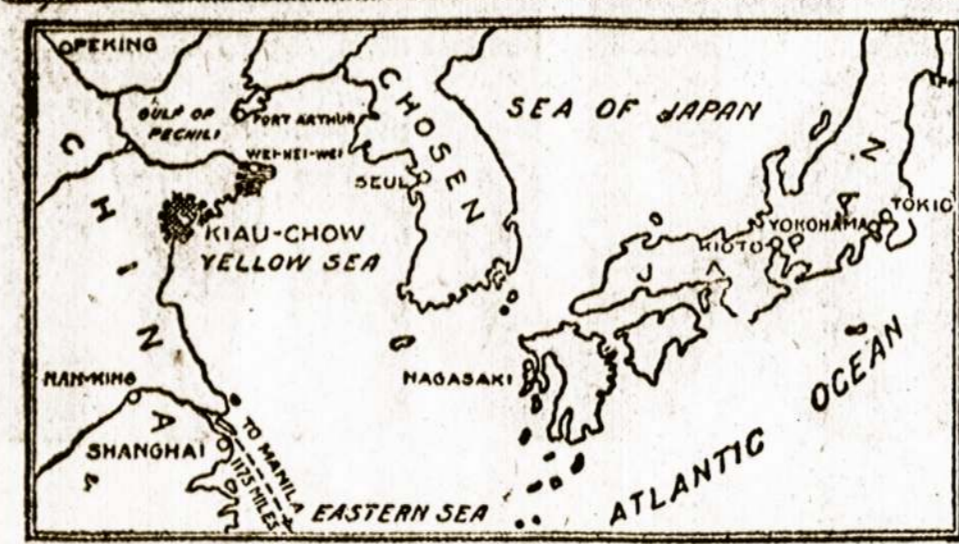 PEKING
GULF OF
PECHILI
PORT ARTHUR
WEI-HEI-WEI
CHOSEN
SEUL
SEA OF JAPAN
CHINA
KIAU-CHOW
YELLOW SEA
JAPAN
TOKIO
YOKOHAMA
KIOTO
NAGASAKI
NAN-KING
SHANGHAI
TO MANILA
1175 MILES
EASTERN SEA
ATLANTIC OCEAN